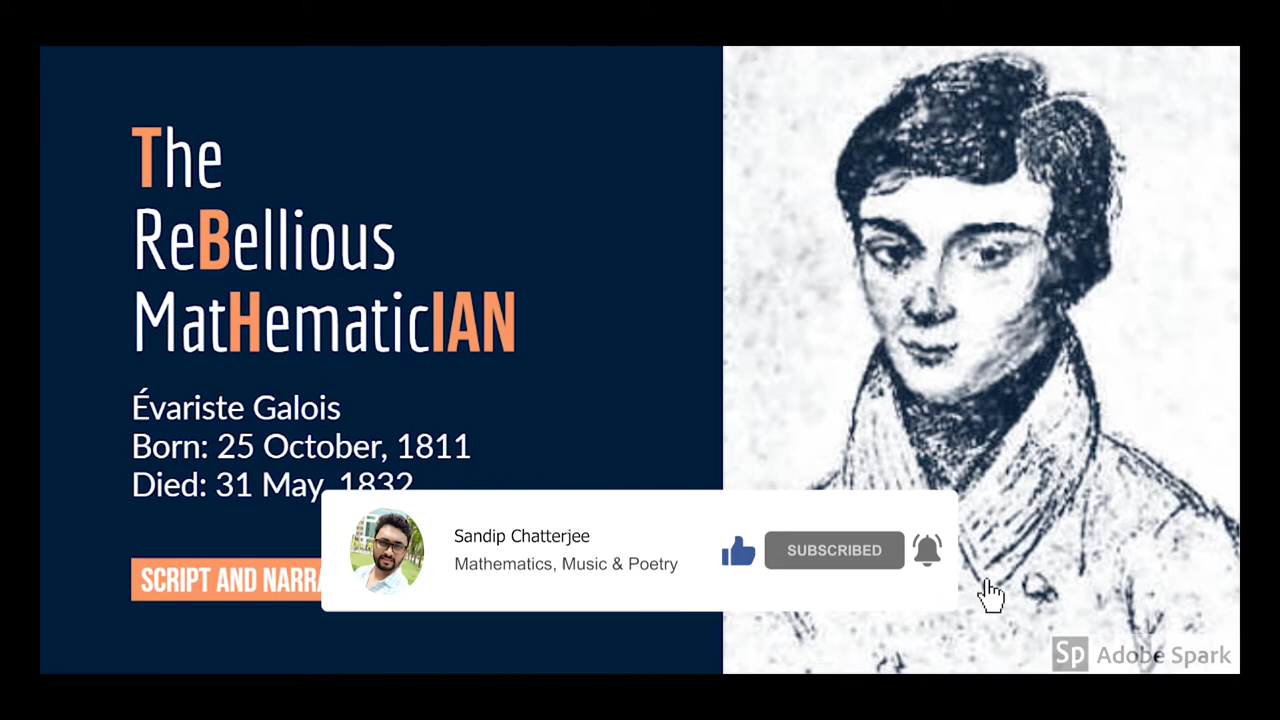 The
ReBellious
MatHematicIAN
Évariste Galois
Born: 25 October, 1811
Died: 31 May, 1832
SCRIPT AND
Sandip Chatterjee
Mathematics, Music & Poetry
SUBSCRIBED
Sp Adobe Spark